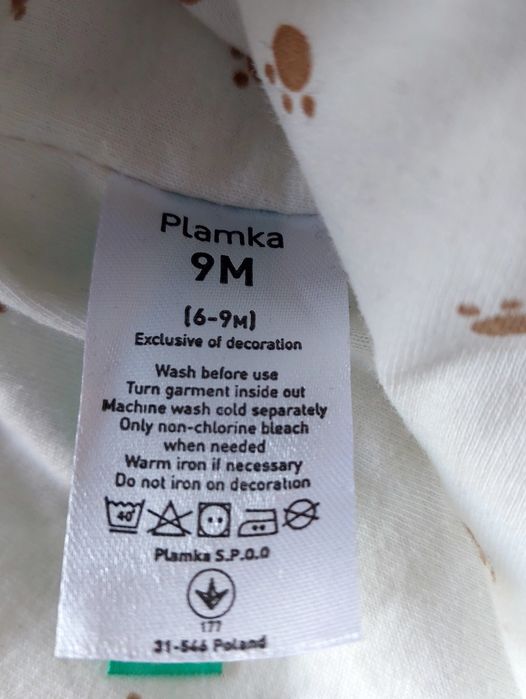 Plamka
9M
(6-9M)
Exclusive of decoration
Wash before use
Turn garment inside out
Machine wash cold separately
Only non-chlorine bleach
when needed
Warm iron if necessary
Do not iron on decoration
40°
Plamka S.P.O.O
177
31-546 Poland